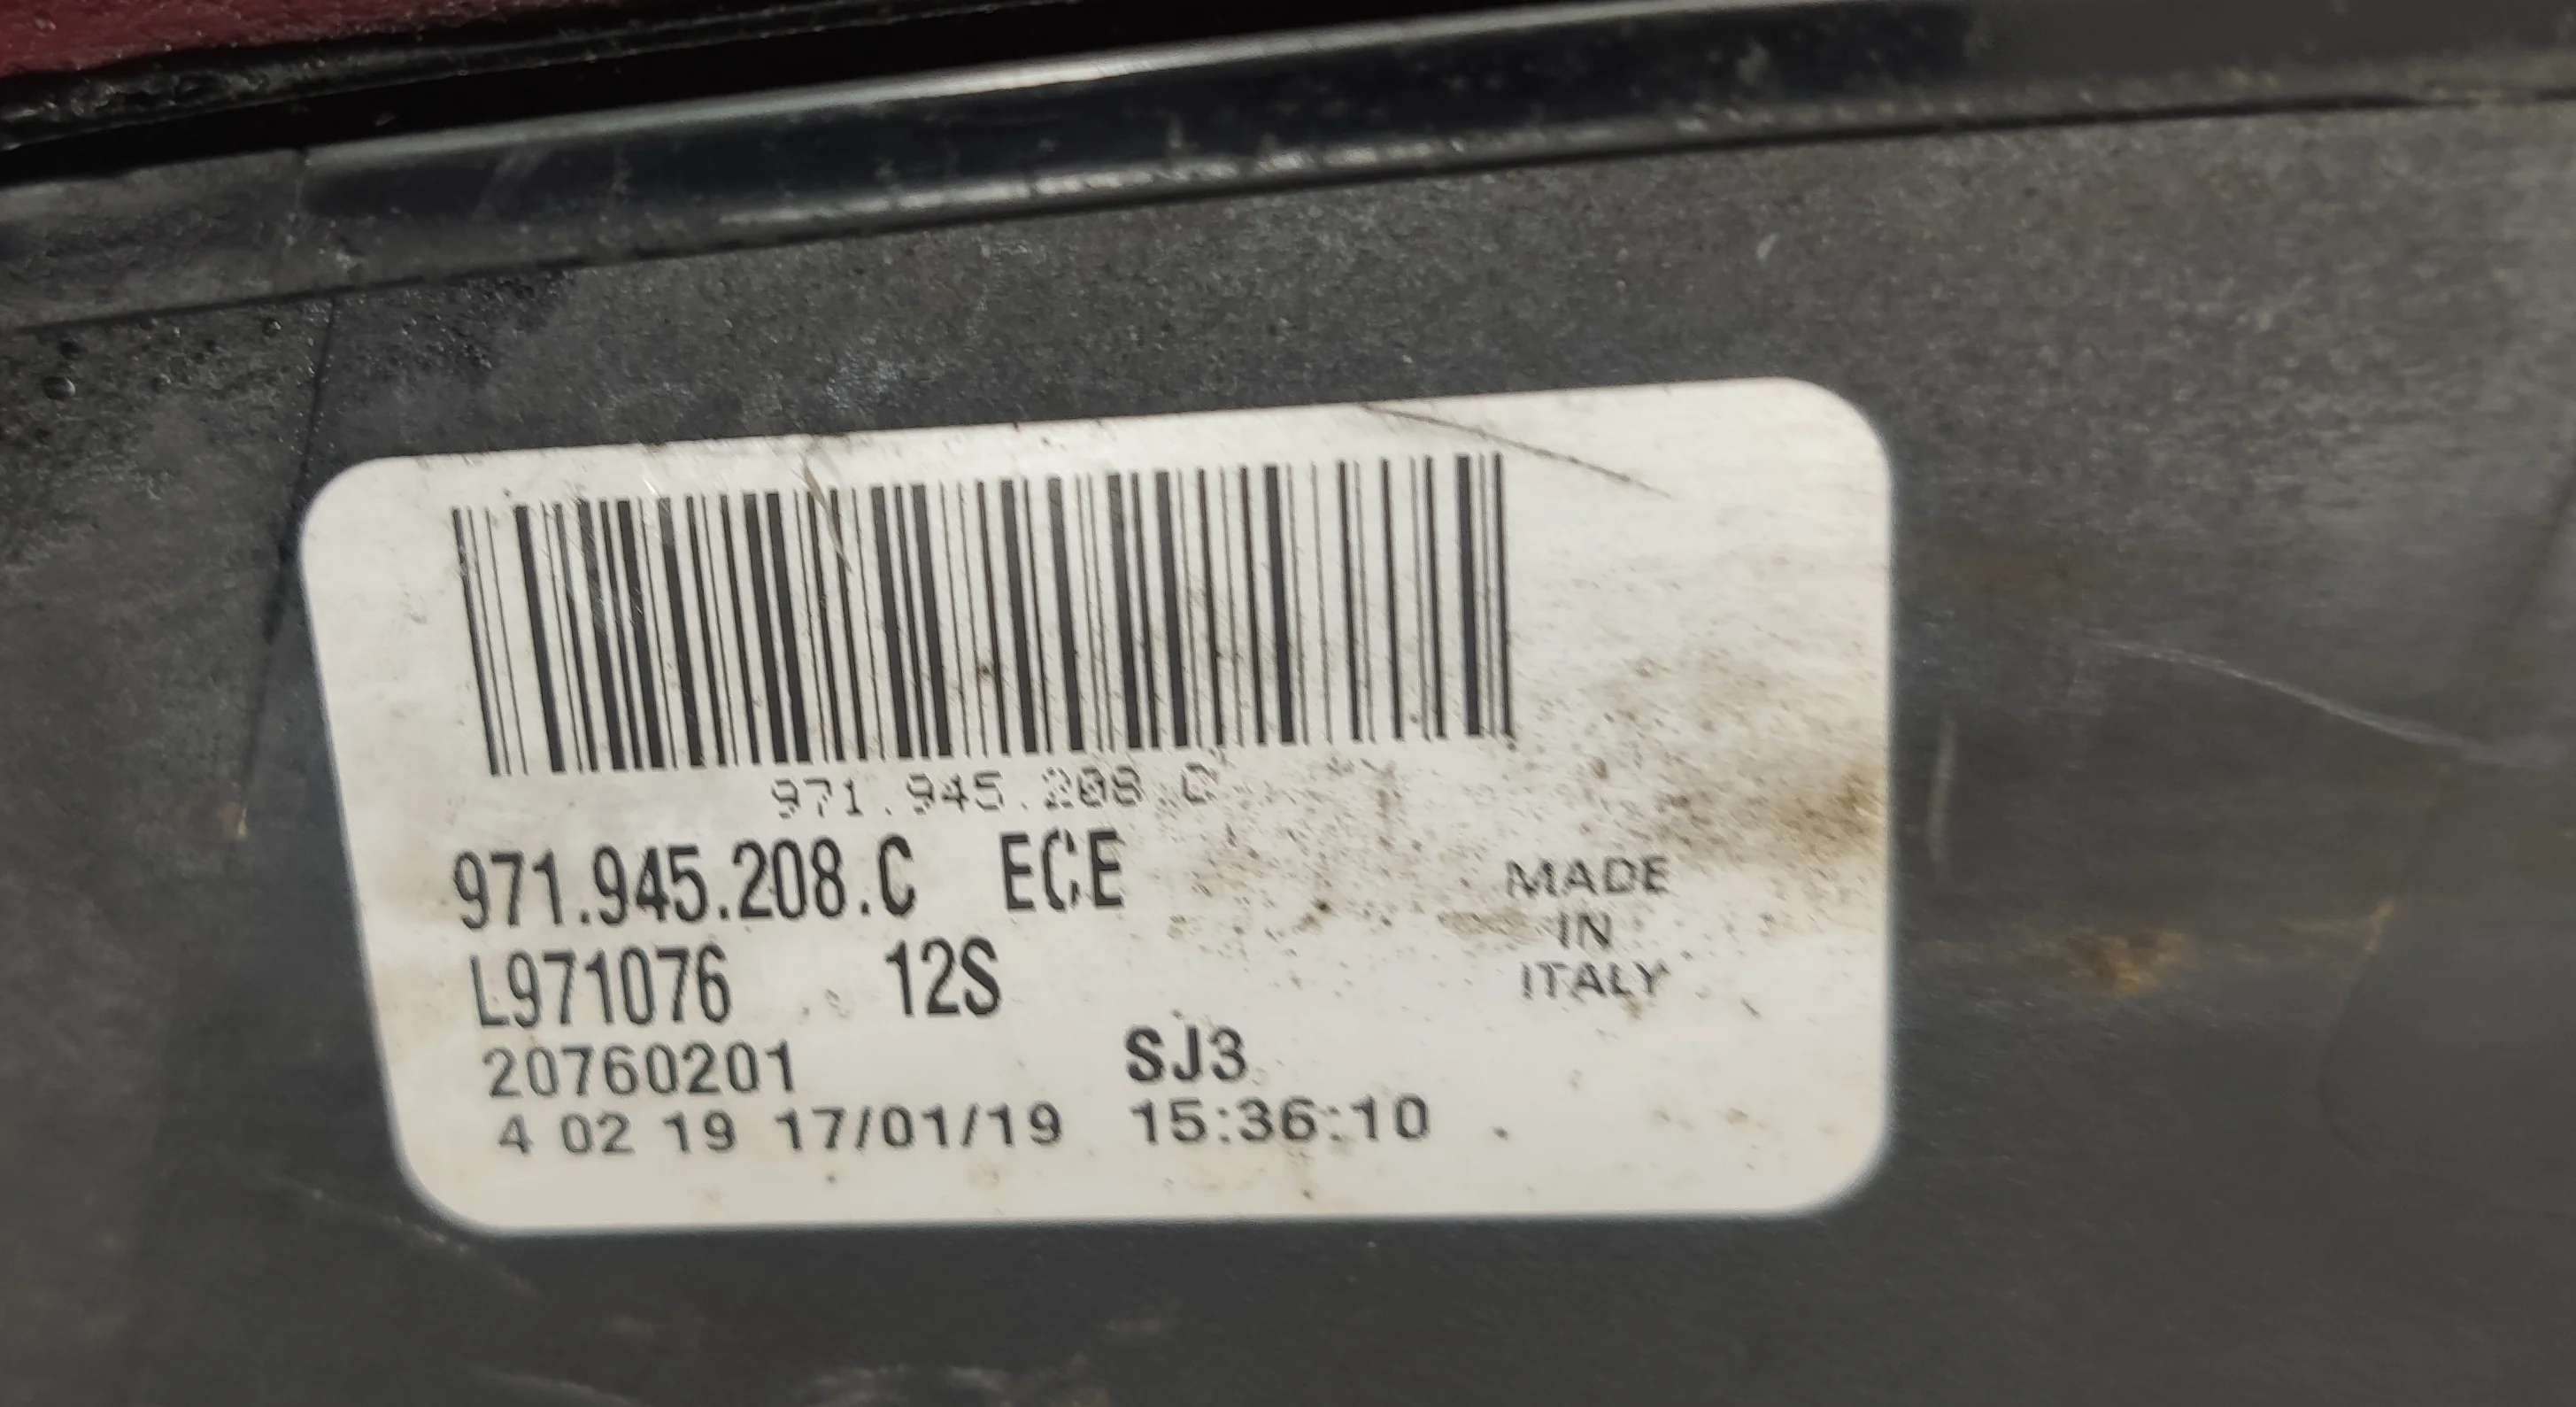 971.945.208.C
971.945.208.C ECE
L971076 12S
MADE
IN
ITALY
20760201 SJ3
4 02 19 17/01/19 15:36:10